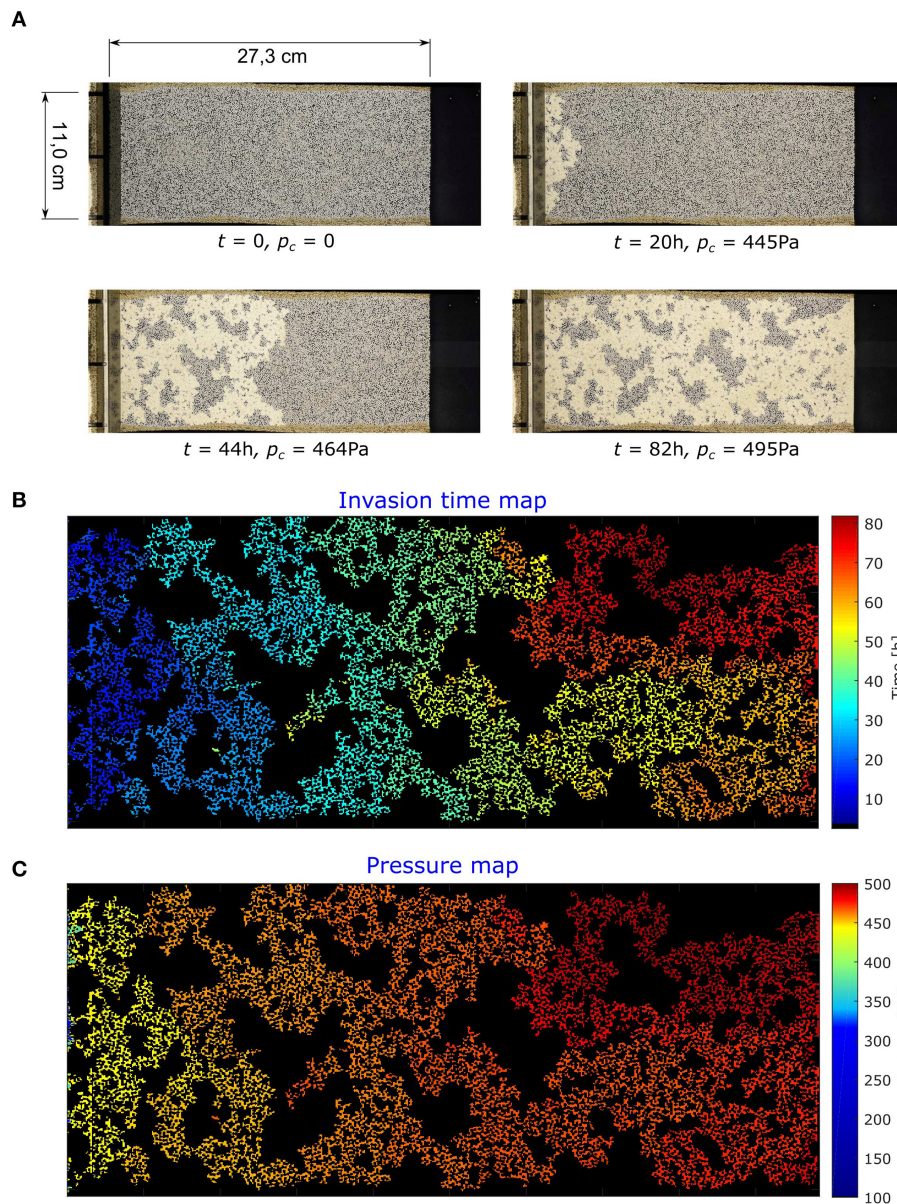 A
27,3 cm
11,0 cm
t = 0, p_c = 0
t = 20h, p_c = 445Pa
t = 44h, p_c = 464Pa
t = 82h, p_c = 495Pa
B
Invasion time map
80
70
60
50
40
30
20
10
Time [h]
C
Pressure map
500
450
400
350
300
250
200
150
100